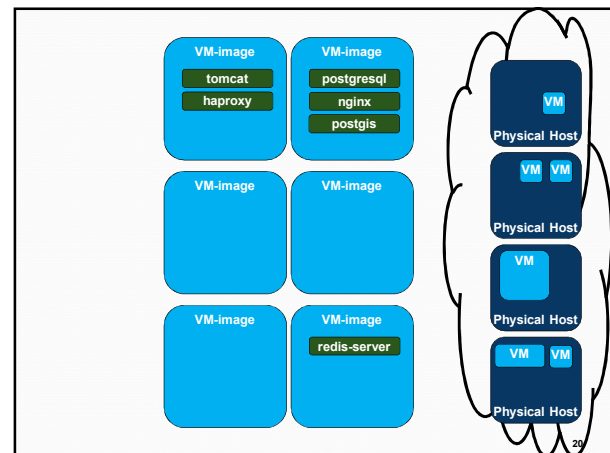 VM-image
tomcat
haproxy
VM-image
postgresql
nginx
postgis
VM-image
VM-image
VM-image
VM-image
redis-server
VM
Physical Host
VM VM
Physical Host
VM
Physical Host
VM VM
Physical Host
20